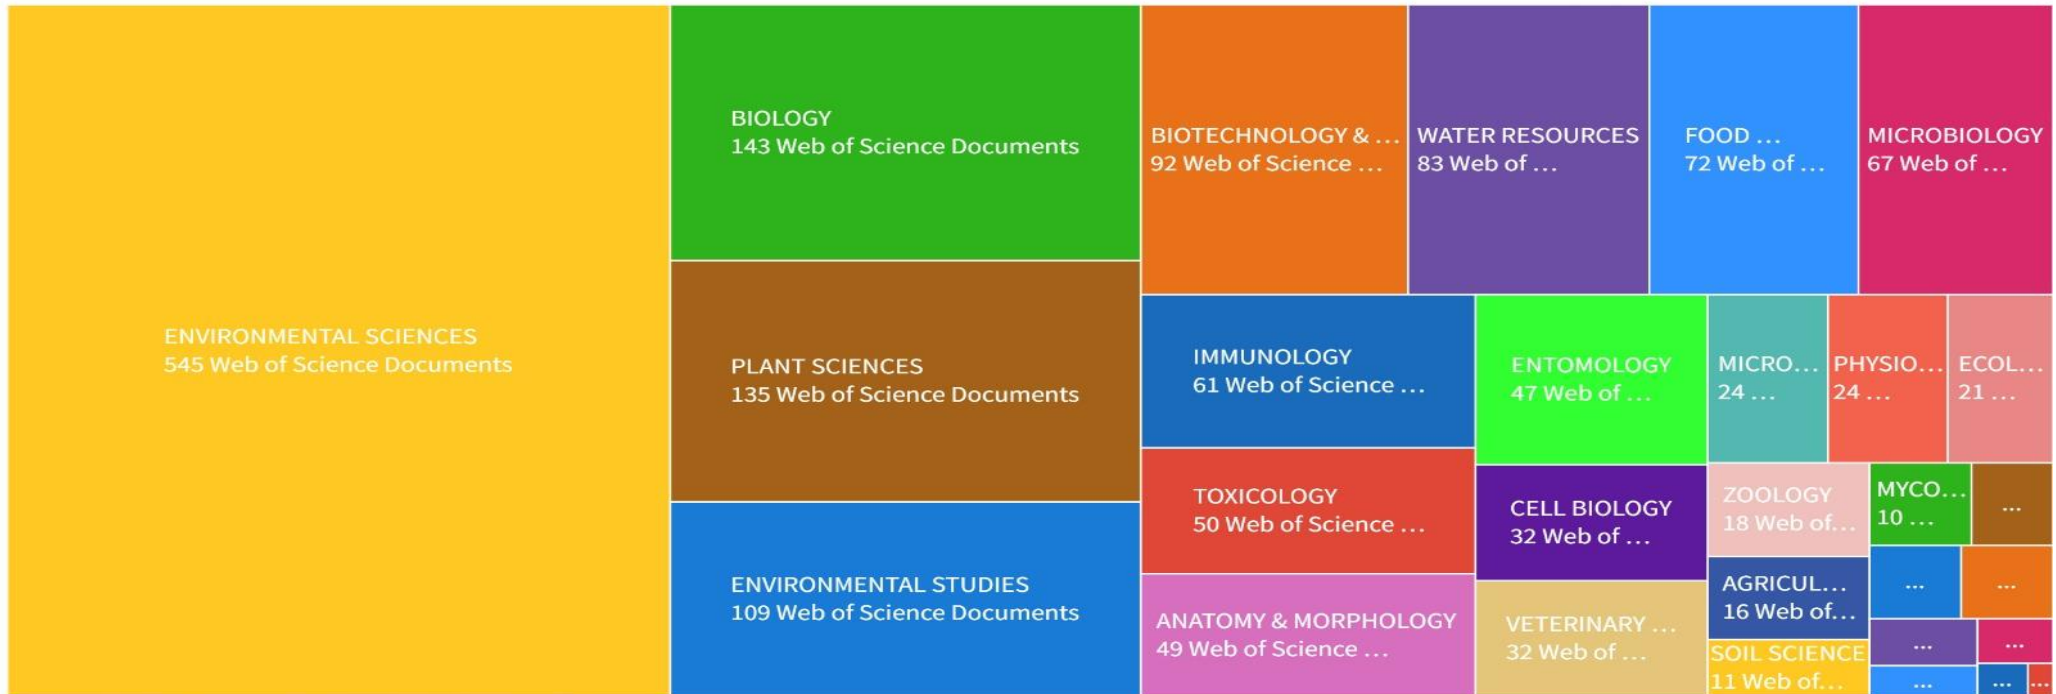 ENVIRONMENTAL SCIENCES
545 Web of Science Documents
BIOLOGY
143 Web of Science Documents
PLANT SCIENCES
135 Web of Science Documents
ENVIRONMENTAL STUDIES
109 Web of Science Documents
BIOTECHNOLOGY & ...
92 Web of Science ...
WATER RESOURCES
83 Web of ...
FOOD ...
72 Web of ...
MICROBIOLOGY
67 Web of ...
IMMUNOLOGY
61 Web of Science ...
TOXICOLOGY
50 Web of Science ...
ANATOMY & MORPHOLOGY
49 Web of Science ...
ENTOMOLOGY
47 Web of ...
CELL BIOLOGY
32 Web of ...
VETERINARY ...
32 Web of ...
MICRO...
24 ...
PHYSIO...
24 ...
ECOL...
21 ...
ZOOLOGY
18 Web of...
AGRICUL...
16 Web of...
SOIL SCIENCE
11 Web of...
MYCO...
10 ...
...
...
...
...
...
...
...
...